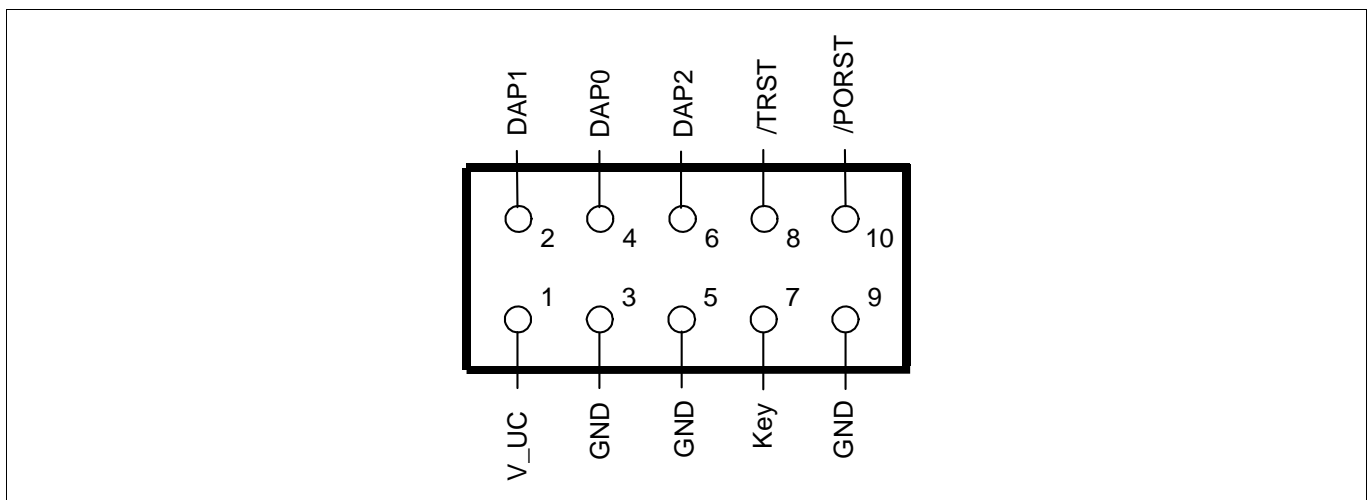 DAP1 DAP0 DAP2 /TRST /PORST
2 4 6 8 10
1 3 5 7 9
V_UC GND GND Key GND